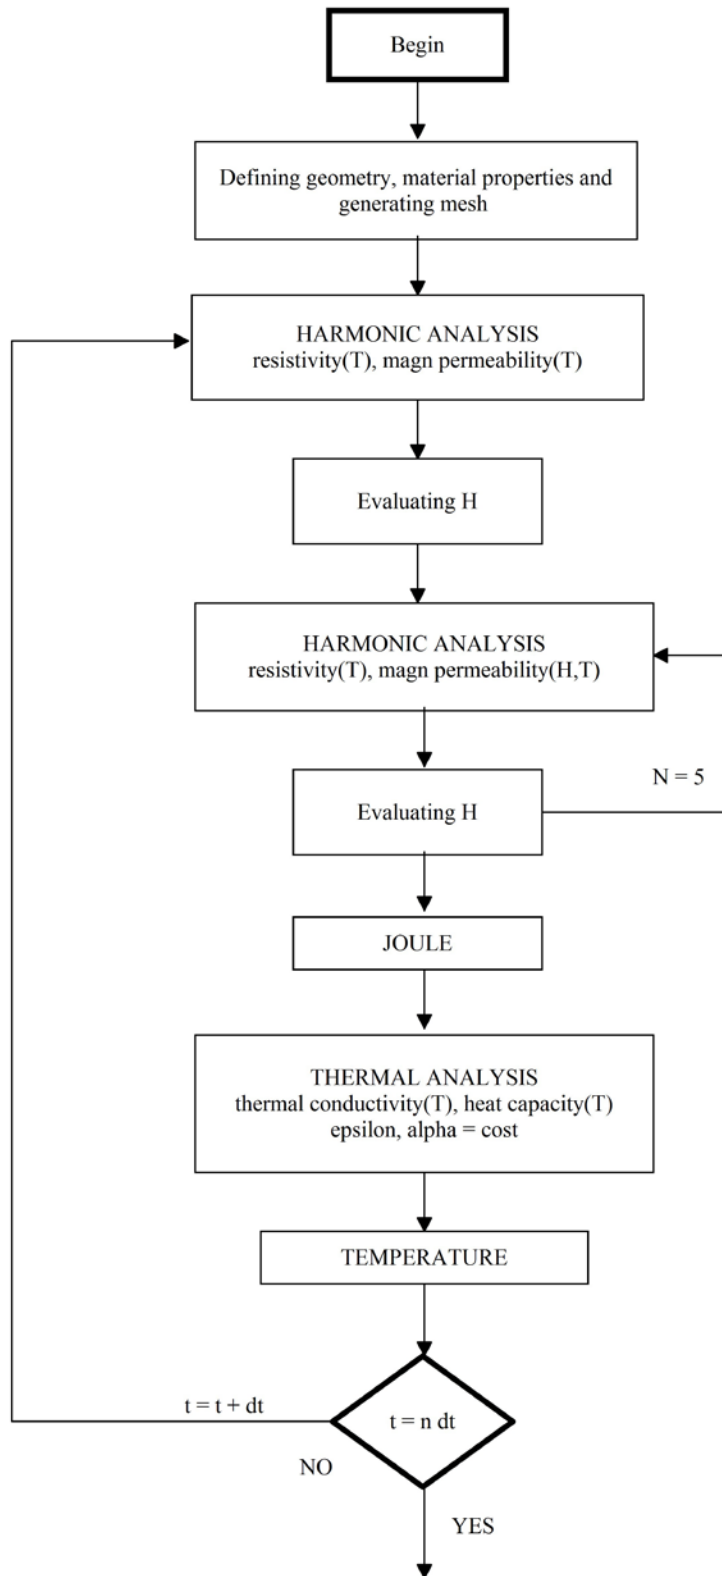 Begin
Defining geometry, material properties and
generating mesh
HARMONIC ANALYSIS
resistivity(T), magn permeability(T)
Evaluating H
HARMONIC ANALYSIS
resistivity(T), magn permeability(H,T)
N = 5
Evaluating H
JOULE
THERMAL ANALYSIS
thermal conductivity(T), heat capacity(T)
epsilon, alpha = cost
TEMPERATURE
t = t + dt
t = n dt
NO
YES